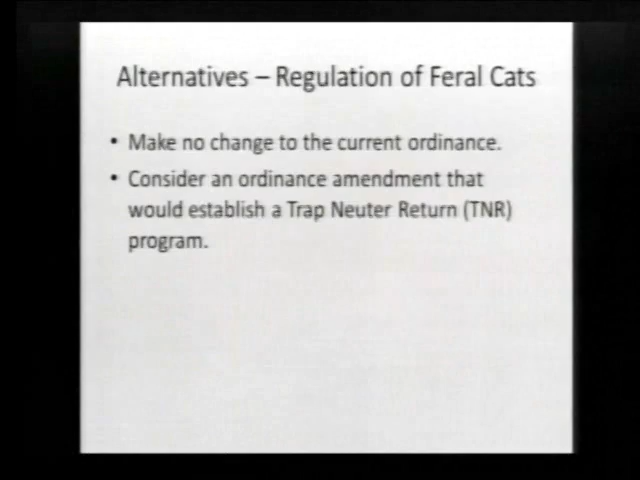 Alternatives – Regulation of Feral Cats
• Make no change to the current ordinance.
• Consider an ordinance amendment that
would establish a Trap Neuter Return (TNR)
program.